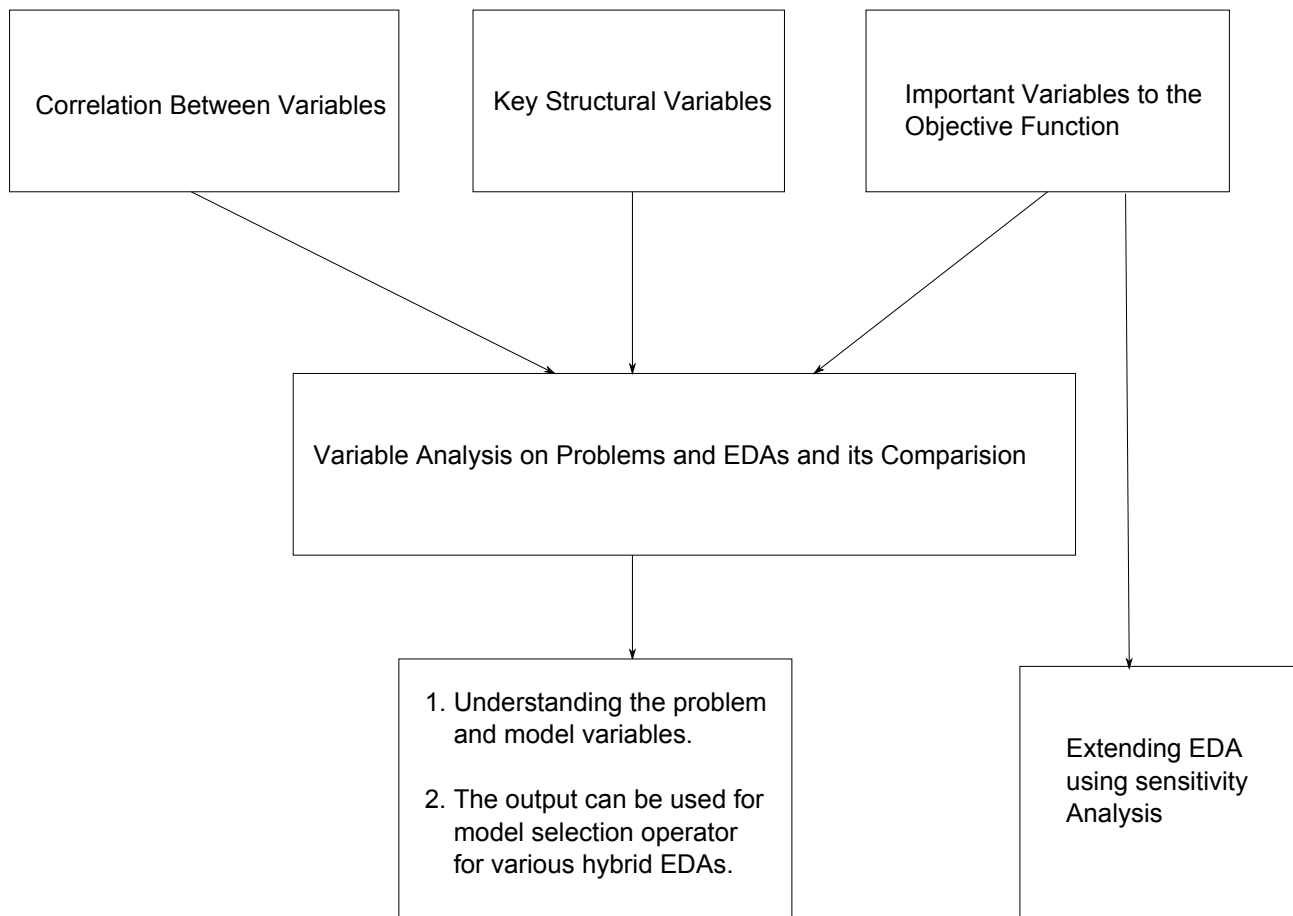 Correlation Between Variables
Key Structural Variables
Important Variables to the
Objective Function
Variable Analysis on Problems and EDAs and its Comparision
1. Understanding the problem
and model variables.
2. The output can be used for
model selection operator
for various hybrid EDAs.
Extending EDA
using sensitivity
Analysis